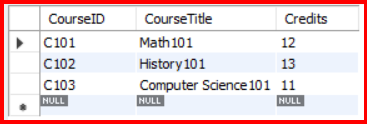 CourseID CourseTitle Credits
C101 Math101 12
C102 History101 13
C103 Computer Science101 11
NULL NULL NULL